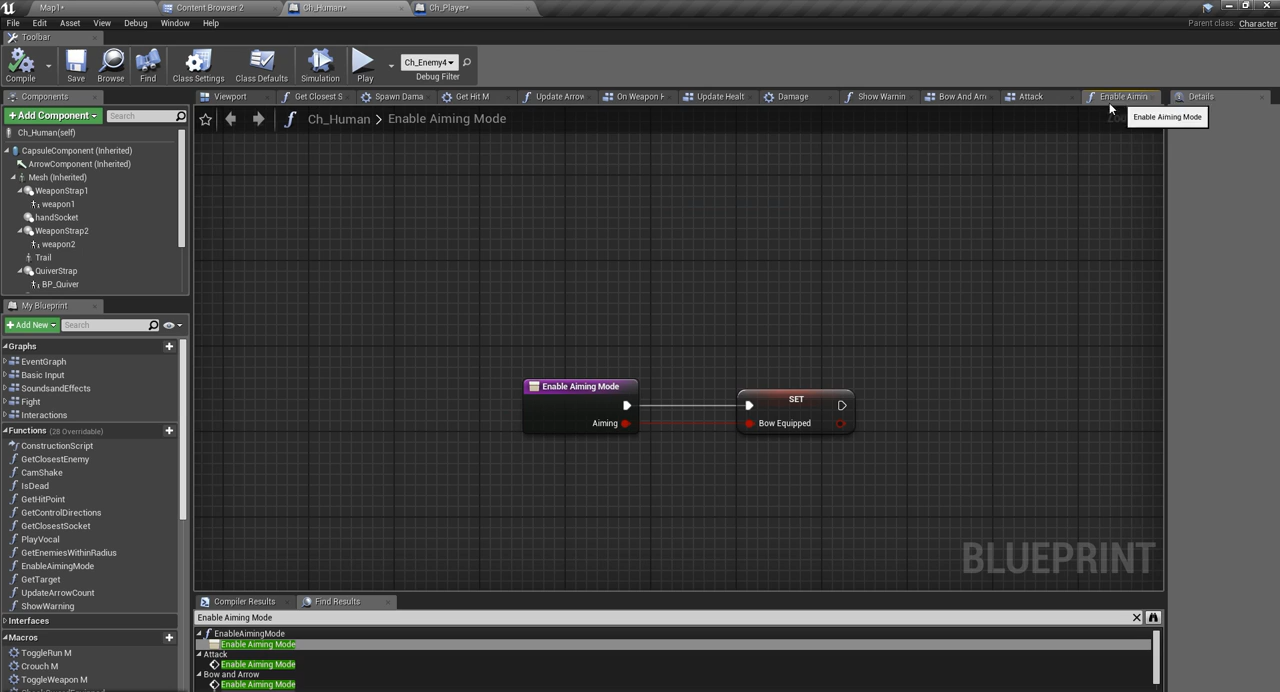 Map1*
Content Browser 2
Ch_Human*
Ch_Player*
File Edit Asset View Debug Window Help
Parent class: Character
Toolbar
Compile
Save
Browse
Find
Class Settings
Class Defaults
Simulation
Play
Ch_Enemy4
Debug Filter
Components
Viewport
Get Closest S
Spawn Dama
Get Hit M
Update Arrow
On Weapon H
Update Healt
Damage
Show Warnin
Bow And Arr
Attack
Enable Aimin
Details
+Add Component
Search
Ch_Human > Enable Aiming Mode
Enable Aiming Mode
Ch_Human(self)
CapsuleComponent (Inherited)
ArrowComponent (Inherited)
Mesh (Inherited)
WeaponStrap1
weapon1
handSocket
WeaponStrap2
weapon2
Trail
QuiverStrap
BP_Quiver
My Blueprint
+Add New
Search
Graphs
EventGraph
Basic Input
SoundsandEffects
Fight
Interactions
Functions (28 Overridable)
ConstructionScript
GetClosestEnemy
CamShake
IsDead
GetHitPoint
GetControlDirections
GetClosestSocket
PlayVocal
GetEnemiesWithinRadius
EnableAimingMode
GetTarget
UpdateArrowCount
ShowWarning
Interfaces
Macros
ToggleRun M
Crouch M
ToggleWeapon M
Enable Aiming Mode
Aiming
SET
Bow Equipped
BLUEPRINT
Compiler Results
Find Results
Enable Aiming Mode
EnableAimingMode
Enable Aiming Mode
Attack
Enable Aiming Mode
Bow and Arrow
Enable Aiming Mode